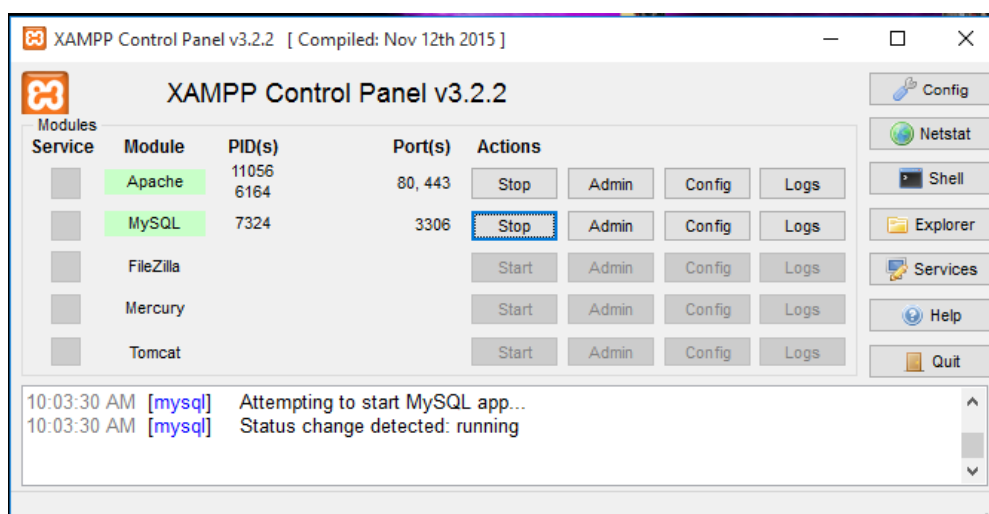 XAMPP Control Panel v3.2.2 [ Compiled: Nov 12th 2015 ]
XAMPP Control Panel v3.2.2
Config
Modules
Netstat
Service Module PID(s) Port(s) Actions
Apache 11056 6164 80, 443 Stop Admin Config Logs
Shell
MySQL 7324 3306 Stop Admin Config Logs
Explorer
FileZilla Start Admin Config Logs
Services
Mercury Start Admin Config Logs
Help
Tomcat Start Admin Config Logs
Quit
10:03:30 AM [mysql] Attempting to start MySQL app...
10:03:30 AM [mysql] Status change detected: running